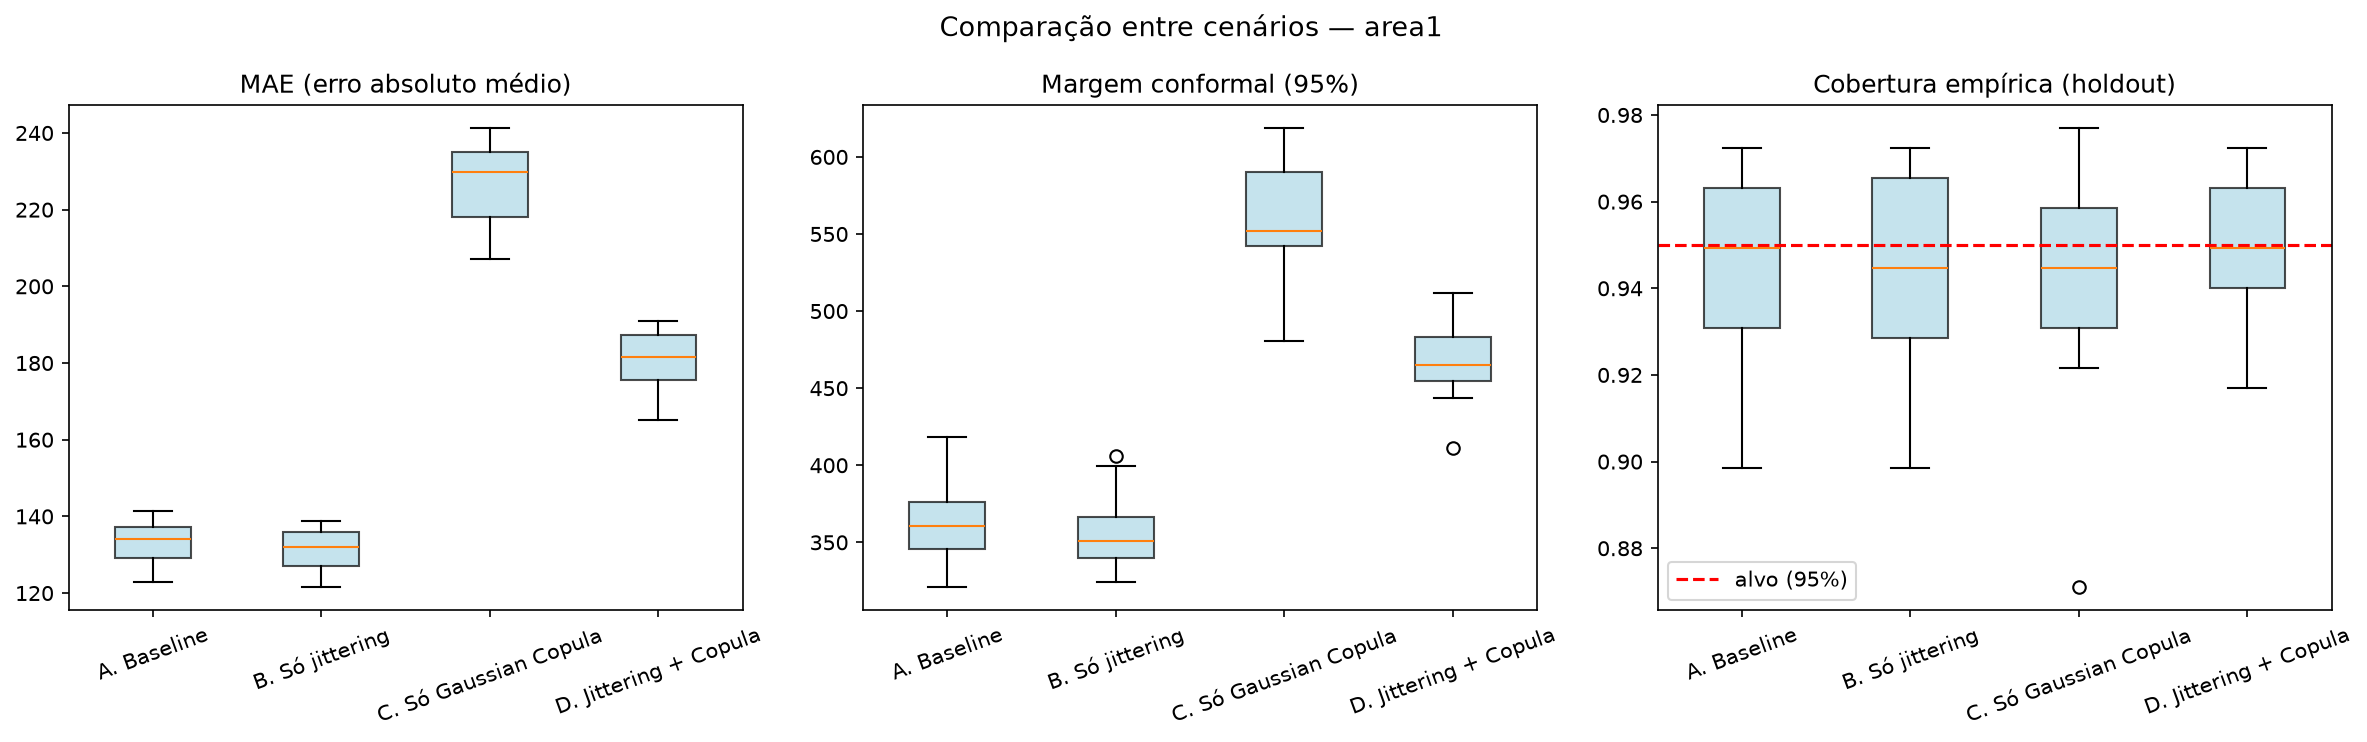 Comparação entre cenários — area1
MAE (erro absoluto médio)
240
220
200
180
160
140
120
A. Baseline
B. Só jittering
C. Só Gaussian Copula
D. Jittering + Copula
Margem conformal (95%)
600
550
500
450
400
350
A. Baseline
B. Só jittering
C. Só Gaussian Copula
D. Jittering + Copula
Cobertura empírica (holdout)
0.98
0.96
0.94
0.92
0.90
0.88
alvo (95%)
A. Baseline
B. Só jittering
C. Só Gaussian Copula
D. Jittering + Copula